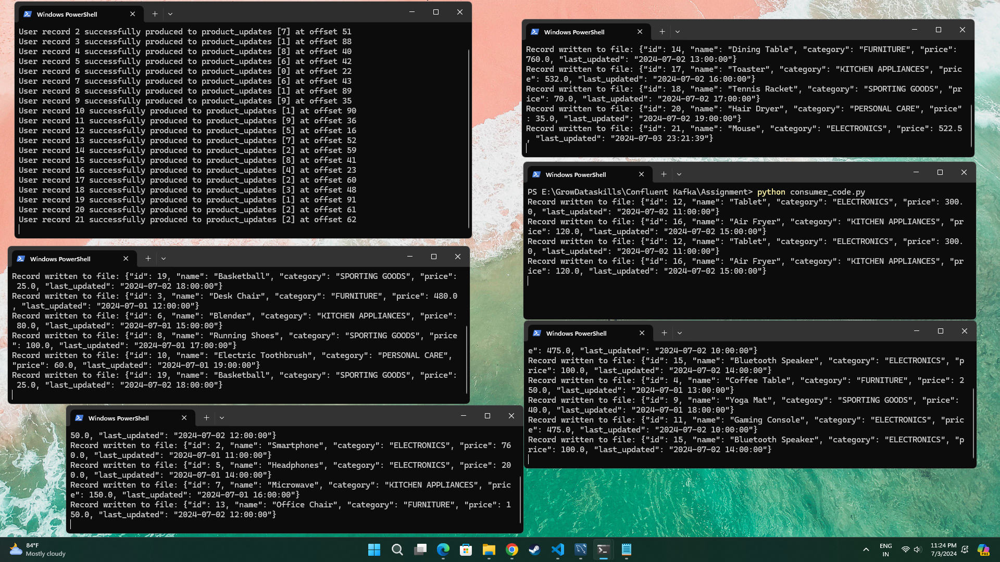 Windows PowerShell
User record 2 successfully produced to product_updates [7] at offset 51
User record 3 successfully produced to product_updates [1] at offset 88
User record 4 successfully produced to product_updates [8] at offset 40
User record 5 successfully produced to product_updates [6] at offset 42
User record 6 successfully produced to product_updates [0] at offset 22
User record 7 successfully produced to product_updates [6] at offset 43
User record 8 successfully produced to product_updates [1] at offset 89
User record 9 successfully produced to product_updates [9] at offset 35
User record 10 successfully produced to product_updates [1] at offset 90
User record 11 successfully produced to product_updates [9] at offset 36
User record 12 successfully produced to product_updates [5] at offset 16
User record 13 successfully produced to product_updates [7] at offset 52
User record 14 successfully produced to product_updates [2] at offset 59
User record 15 successfully produced to product_updates [8] at offset 41
User record 16 successfully produced to product_updates [4] at offset 23
User record 17 successfully produced to product_updates [2] at offset 60
User record 18 successfully produced to product_updates [3] at offset 48
User record 19 successfully produced to product_updates [1] at offset 91
User record 20 successfully produced to product_updates [2] at offset 61
User record 21 successfully produced to product_updates [2] at offset 62
Windows PowerShell
Record written to file: {"id": 19, "name": "Basketball", "category": "SPORTING GOODS", "price":
25.0, "last_updated": "2024-07-02 18:00:00"}
Record written to file: {"id": 3, "name": "Desk Chair", "category": "FURNITURE", "price": 480.0
, "last_updated": "2024-07-01 12:00:00"}
Record written to file: {"id": 6, "name": "Blender", "category": "KITCHEN APPLIANCES", "price":
80.0, "last_updated": "2024-07-01 15:00:00"}
Record written to file: {"id": 8, "name": "Running Shoes", "category": "SPORTING GOODS", "price
": 100.0, "last_updated": "2024-07-01 17:00:00"}
Record written to file: {"id": 10, "name": "Electric Toothbrush", "category": "PERSONAL CARE",
"price": 60.0, "last_updated": "2024-07-01 19:00:00"}
Record written to file: {"id": 19, "name": "Basketball", "category": "SPORTING GOODS", "price":
25.0, "last_updated": "2024-07-02 18:00:00"}
Windows PowerShell
50.0, "last_updated": "2024-07-02 12:00:00"}
Record written to file: {"id": 2, "name": "Smartphone", "category": "ELECTRONICS", "price": 76
0.0, "last_updated": "2024-07-01 11:00:00"}
Record written to file: {"id": 5, "name": "Headphones", "category": "ELECTRONICS", "price": 20
0.0, "last_updated": "2024-07-01 14:00:00"}
Record written to file: {"id": 7, "name": "Microwave", "category": "KITCHEN APPLIANCES", "pric
e": 150.0, "last_updated": "2024-07-01 16:00:00"}
Record written to file: {"id": 13, "name": "Office Chair", "category": "FURNITURE", "price": 1
50.0, "last_updated": "2024-07-02 12:00:00"}
Windows PowerShell
Record written to file: {"id": 14, "name": "Dining Table", "category": "FURNITURE", "price":
760.0, "last_updated": "2024-07-02 13:00:00"}
Record written to file: {"id": 17, "name": "Toaster", "category": "KITCHEN APPLIANCES", "pric
e": 532.0, "last_updated": "2024-07-02 16:00:00"}
Record written to file: {"id": 18, "name": "Tennis Racket", "category": "SPORTING GOODS", "pr
ice": 70.0, "last_updated": "2024-07-02 17:00:00"}
Record written to file: {"id": 20, "name": "Hair Dryer", "category": "PERSONAL CARE", "price"
: 35.0, "last_updated": "2024-07-02 19:00:00"}
Record written to file: {"id": 21, "name": "Mouse", "category": "ELECTRONICS", "price": 522.5
, "last_updated": "2024-07-03 23:21:39"}
Windows PowerShell
PS E:\GrowDataskills\Confluent Kafka\Assignment> python consumer_code.py
Record written to file: {"id": 12, "name": "Tablet", "category": "ELECTRONICS", "price": 300.
0, "last_updated": "2024-07-02 11:00:00"}
Record written to file: {"id": 16, "name": "Air Fryer", "category": "KITCHEN APPLIANCES", "pr
ice": 120.0, "last_updated": "2024-07-02 15:00:00"}
Record written to file: {"id": 12, "name": "Tablet", "category": "ELECTRONICS", "price": 300.
0, "last_updated": "2024-07-02 11:00:00"}
Record written to file: {"id": 16, "name": "Air Fryer", "category": "KITCHEN APPLIANCES", "pr
ice": 120.0, "last_updated": "2024-07-02 15:00:00"}
Windows PowerShell
e": 475.0, "last_updated": "2024-07-02 10:00:00"}
Record written to file: {"id": 15, "name": "Bluetooth Speaker", "category": "ELECTRONICS", "p
rice": 100.0, "last_updated": "2024-07-02 14:00:00"}
Record written to file: {"id": 4, "name": "Coffee Table", "category": "FURNITURE", "price": 2
50.0, "last_updated": "2024-07-01 13:00:00"}
Record written to file: {"id": 9, "name": "Yoga Mat", "category": "SPORTING GOODS", "price":
40.0, "last_updated": "2024-07-01 18:00:00"}
Record written to file: {"id": 11, "name": "Gaming Console", "category": "ELECTRONICS", "pric
e": 475.0, "last_updated": "2024-07-02 10:00:00"}
Record written to file: {"id": 15, "name": "Bluetooth Speaker", "category": "ELECTRONICS", "p
rice": 100.0, "last_updated": "2024-07-02 14:00:00"}
84°F
Mostly cloudy
ENG
IN
11:24 PM
7/3/2024
PRE